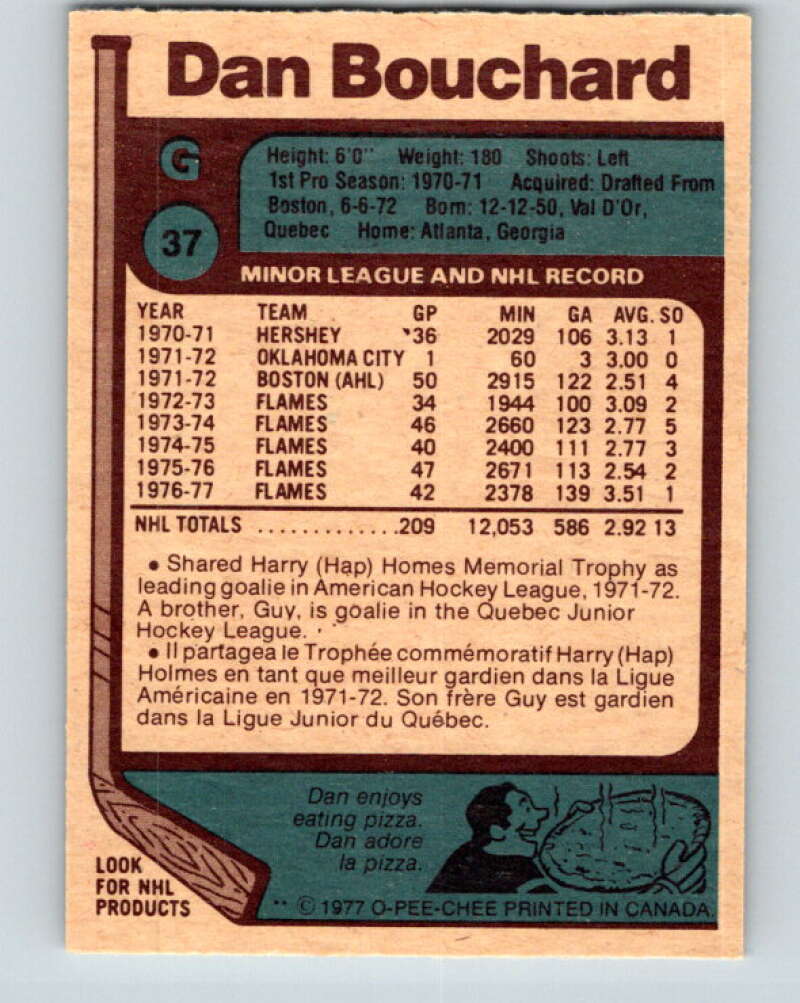 Dan Bouchard
G
37
Height: 6'0" Weight: 180 Shoots: Left
1st Pro Season: 1970-71 Acquired: Drafted From
Boston, 6-6-72 Born: 12-12-50, Val D'Or,
Quebec Home: Atlanta, Georgia
MINOR LEAGUE AND NHL RECORD
YEAR TEAM GP MIN GA AVG. SO
1970-71 HERSHEY 36 2029 106 3.13 1
1971-72 OKLAHOMA CITY 1 60 3 3.00 0
1971-72 BOSTON (AHL) 50 2915 122 2.51 4
1972-73 FLAMES 34 1944 100 3.09 2
1973-74 FLAMES 46 2660 123 2.77 5
1974-75 FLAMES 40 2400 111 2.77 3
1975-76 FLAMES 47 2671 113 2.54 2
1976-77 FLAMES 42 2378 139 3.51 1
NHL TOTALS .............209 12,053 586 2.92 13
• Shared Harry (Hap) Homes Memorial Trophy as
leading goalie in American Hockey League, 1971-72.
A brother, Guy, is goalie in the Quebec Junior
Hockey League.
• Il partagea le Trophée commémoratif Harry (Hap)
Holmes en tant que meilleur gardien dans la Ligue
Américaine en 1971-72. Son frère Guy est gardien
dans la Ligue Junior du Québec.
Dan enjoys
eating pizza.
Dan adore
la pizza.
LOOK
FOR NHL
PRODUCTS
** © 1977 O-PEE-CHEE PRINTED IN CANADA.